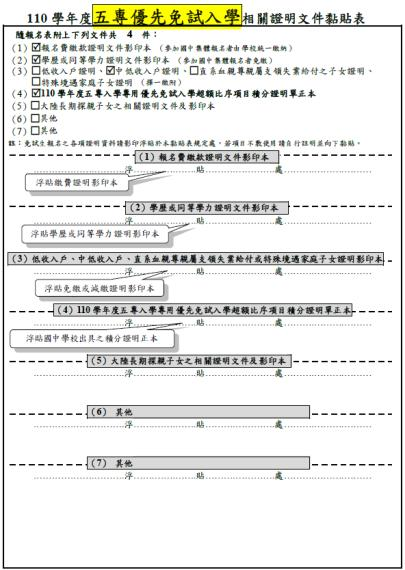 110 學年度五專優先免試入學相關證明文件黏貼表
隨報名表附上下列文件共 4 件：
(1) ☑報名費繳款證明文件影印本 (參加國中集體報名者由學校統一繳納)
(2) ☑學歷或同等學力證明文件影印本 (參加國中集體報名者免繳)
(3) ☐低收入戶證明、☑中低收入戶證明、☐直系血親尊親屬支領失業給付之證明、
☐特殊境遇家庭子女證明 (擇一繳附)
(4) ☑110學年度五專入學專用優先免試入學超額比序項目積分證明單正本
(5) ☐大陸長期探親子女之相關證明文件及影印本
(6) ☐其他
(7) ☐其他
註：免試生報名之各項證明資料請影印浮貼於本黏貼表規定處，若項目不敷使用請自行註明並向下黏貼。
(1) 報名費繳款證明文件影印本
浮 貼 處
浮貼繳費證明影印本
(2) 學歷或同等學力證明文件影印本
浮 貼 處
浮貼學歷或同等學力證明影印本
(3) 低收入戶、中低收入戶、直系血親尊親屬支領失業給付或特殊境遇家庭子女證明影印本
浮 貼 處
浮貼免繳或減繳證明影印本
(4) 110 學年度五專入學專用優先免試入學超額比序項目積分證明單正本
浮 貼 處
浮貼國中學校出具之積分證明正本
(5) 大陸長期探親子女之相關證明文件及影印本
浮 貼 處
(6) 其他
浮 貼 處
(7) 其他
浮 貼 處